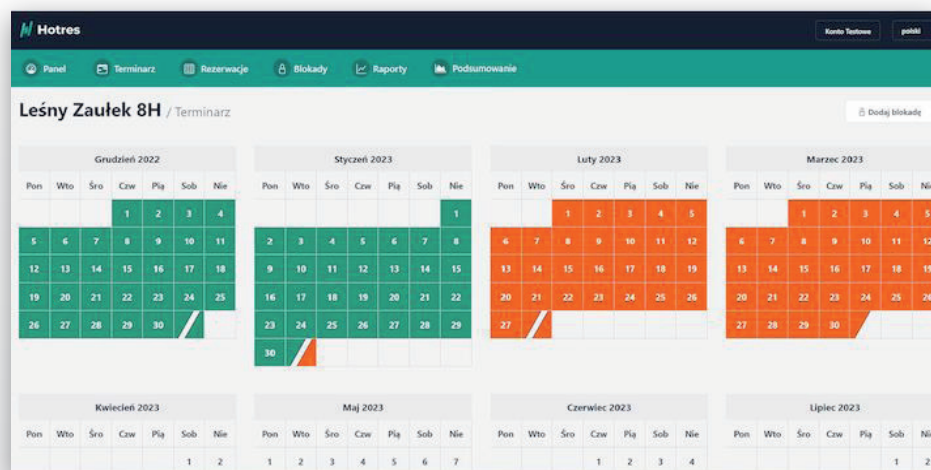 Hotres
Konto Testowe polski
Panel Terminarz Rezerwacje Blokady Raporty Podsumowanie
Leśny Zaułek 8H / Terminarz
Dodaj blokadę
Grudzień 2022 Styczeń 2023 Luty 2023 Marzec 2023
Pon Wto Śro Czw Pią Sob Nie Pon Wto Śro Czw Pią Sob Nie Pon Wto Śro Czw Pią Sob Nie Pon Wto Śro Czw Pią Sob Nie
1 2 3 4 1 1 2 3 4 5 1 2 3 4 5
5 6 7 8 9 10 11 2 3 4 5 6 7 8 6 7 8 9 10 11 12 6 7 8 9 10 11 12
12 13 14 15 16 17 18 9 10 11 12 13 14 15 13 14 15 16 17 18 19 13 14 15 16 17 18 19
19 20 21 22 23 24 25 16 17 18 19 20 21 22 20 21 22 23 24 25 26 20 21 22 23 24 25 26
26 27 28 29 30 23 24 25 26 27 28 29 27 27 28 29 30
30
Kwiecień 2023 Maj 2023 Czerwiec 2023 Lipiec 2023
Pon Wto Śro Czw Pią Sob Nie Pon Wto Śro Czw Pią Sob Nie Pon Wto Śro Czw Pią Sob Nie Pon Wto Śro Czw Pią Sob Nie
1 2 1 2 3 4 5 6 7 1 2 3 4 1 2